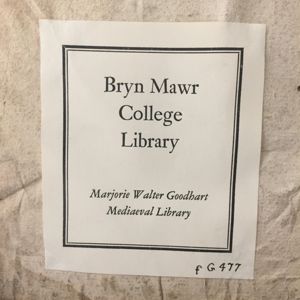 Bryn Mawr
College
Library
Marjorie Walter Goodhart
Mediaeval Library
f G 477